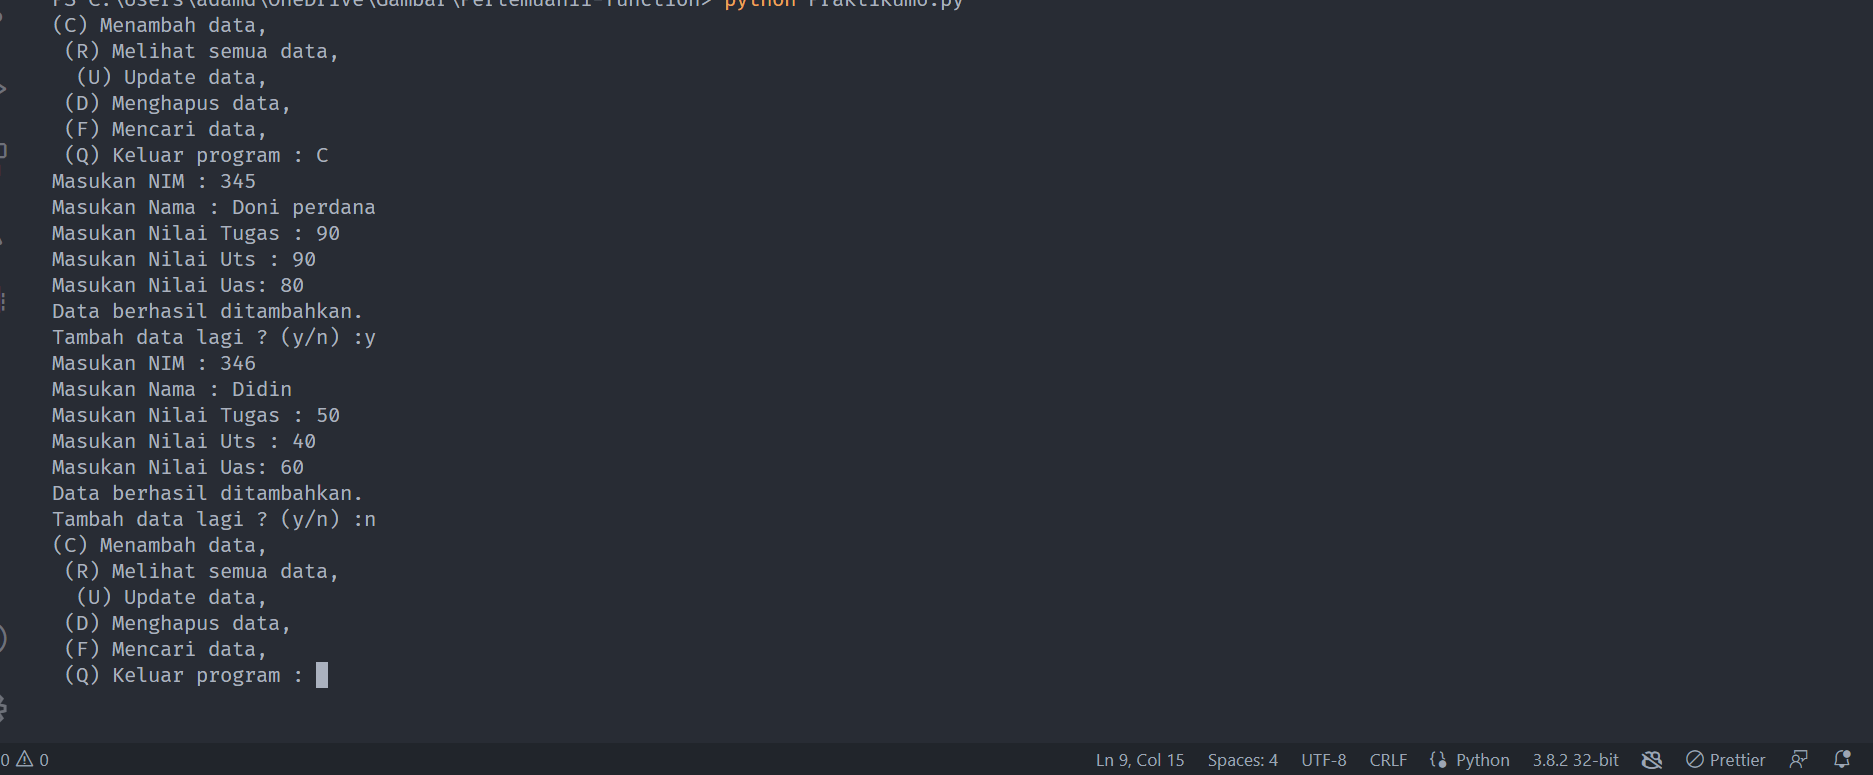 PS C:\Users\adamd\OneDrive\Gambar\Pertemuan11-function> python Praktikum6.py
(C) Menambah data,
 (R) Melihat semua data,
  (U) Update data,
 (D) Menghapus data,
 (F) Mencari data,
 (Q) Keluar program : C
Masukan NIM : 345
Masukan Nama : Doni perdana
Masukan Nilai Tugas : 90
Masukan Nilai Uts : 90
Masukan Nilai Uas: 80
Data berhasil ditambahkan.
Tambah data lagi ? (y/n) :y
Masukan NIM : 346
Masukan Nama : Didin
Masukan Nilai Tugas : 50
Masukan Nilai Uts : 40
Masukan Nilai Uas: 60
Data berhasil ditambahkan.
Tambah data lagi ? (y/n) :n
(C) Menambah data,
 (R) Melihat semua data,
  (U) Update data,
 (D) Menghapus data,
 (F) Mencari data,
 (Q) Keluar program :
0 0 Ln 9, Col 15 Spaces: 4 UTF-8 CRLF Python 3.8.2 32-bit Prettier